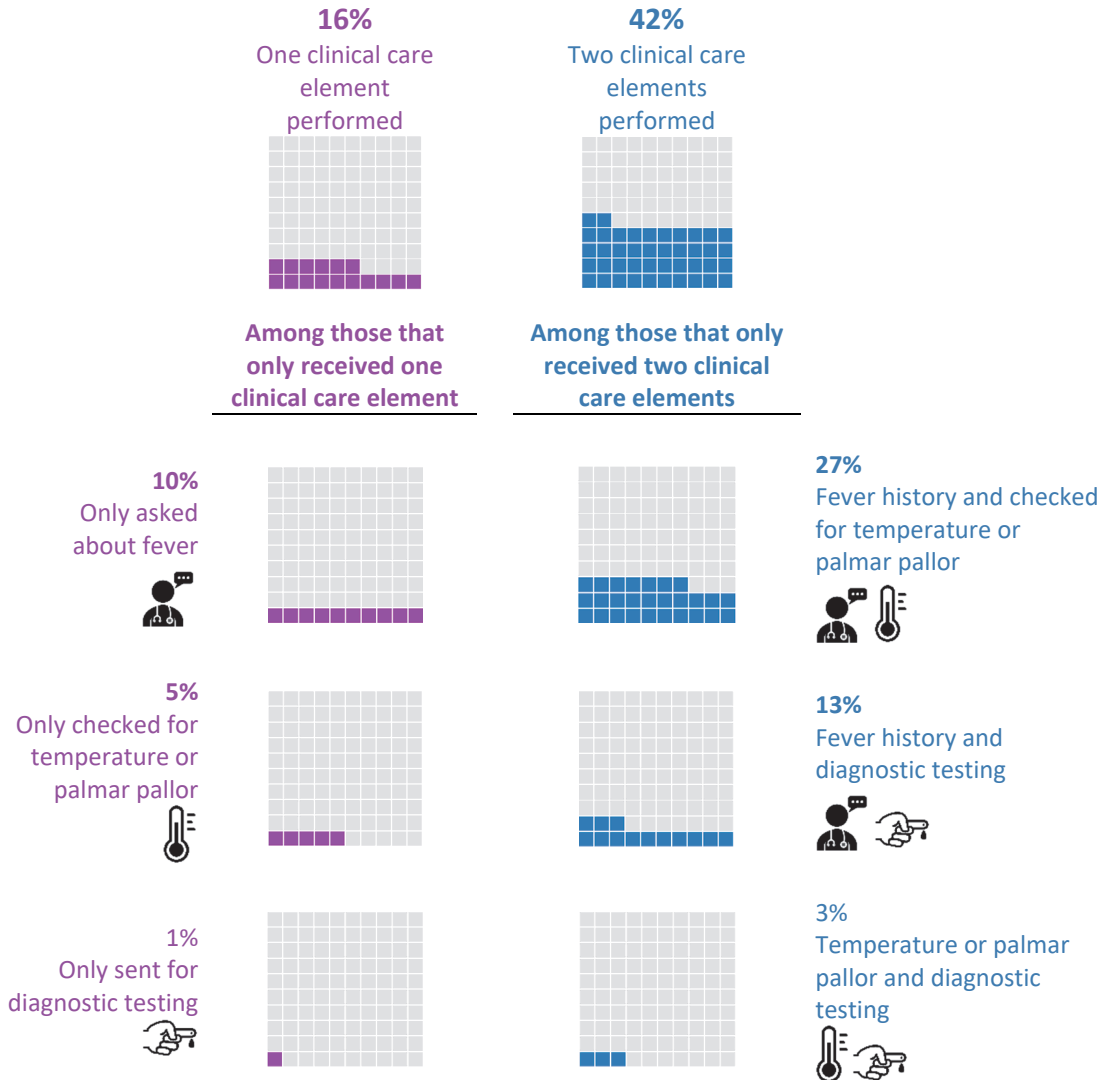 16%
One clinical care
element
performed
42%
Two clinical care
elements
performed
Among those that
only received one
clinical care element
Among those that only
received two clinical
care elements
10%
Only asked
about fever
27%
Fever history and checked
for temperature or
palmar pallor
5%
Only checked for
temperature or
palmar pallor
13%
Fever history and
diagnostic testing
1%
Only sent for
diagnostic testing
3%
Temperature or palmar
pallor and diagnostic
testing